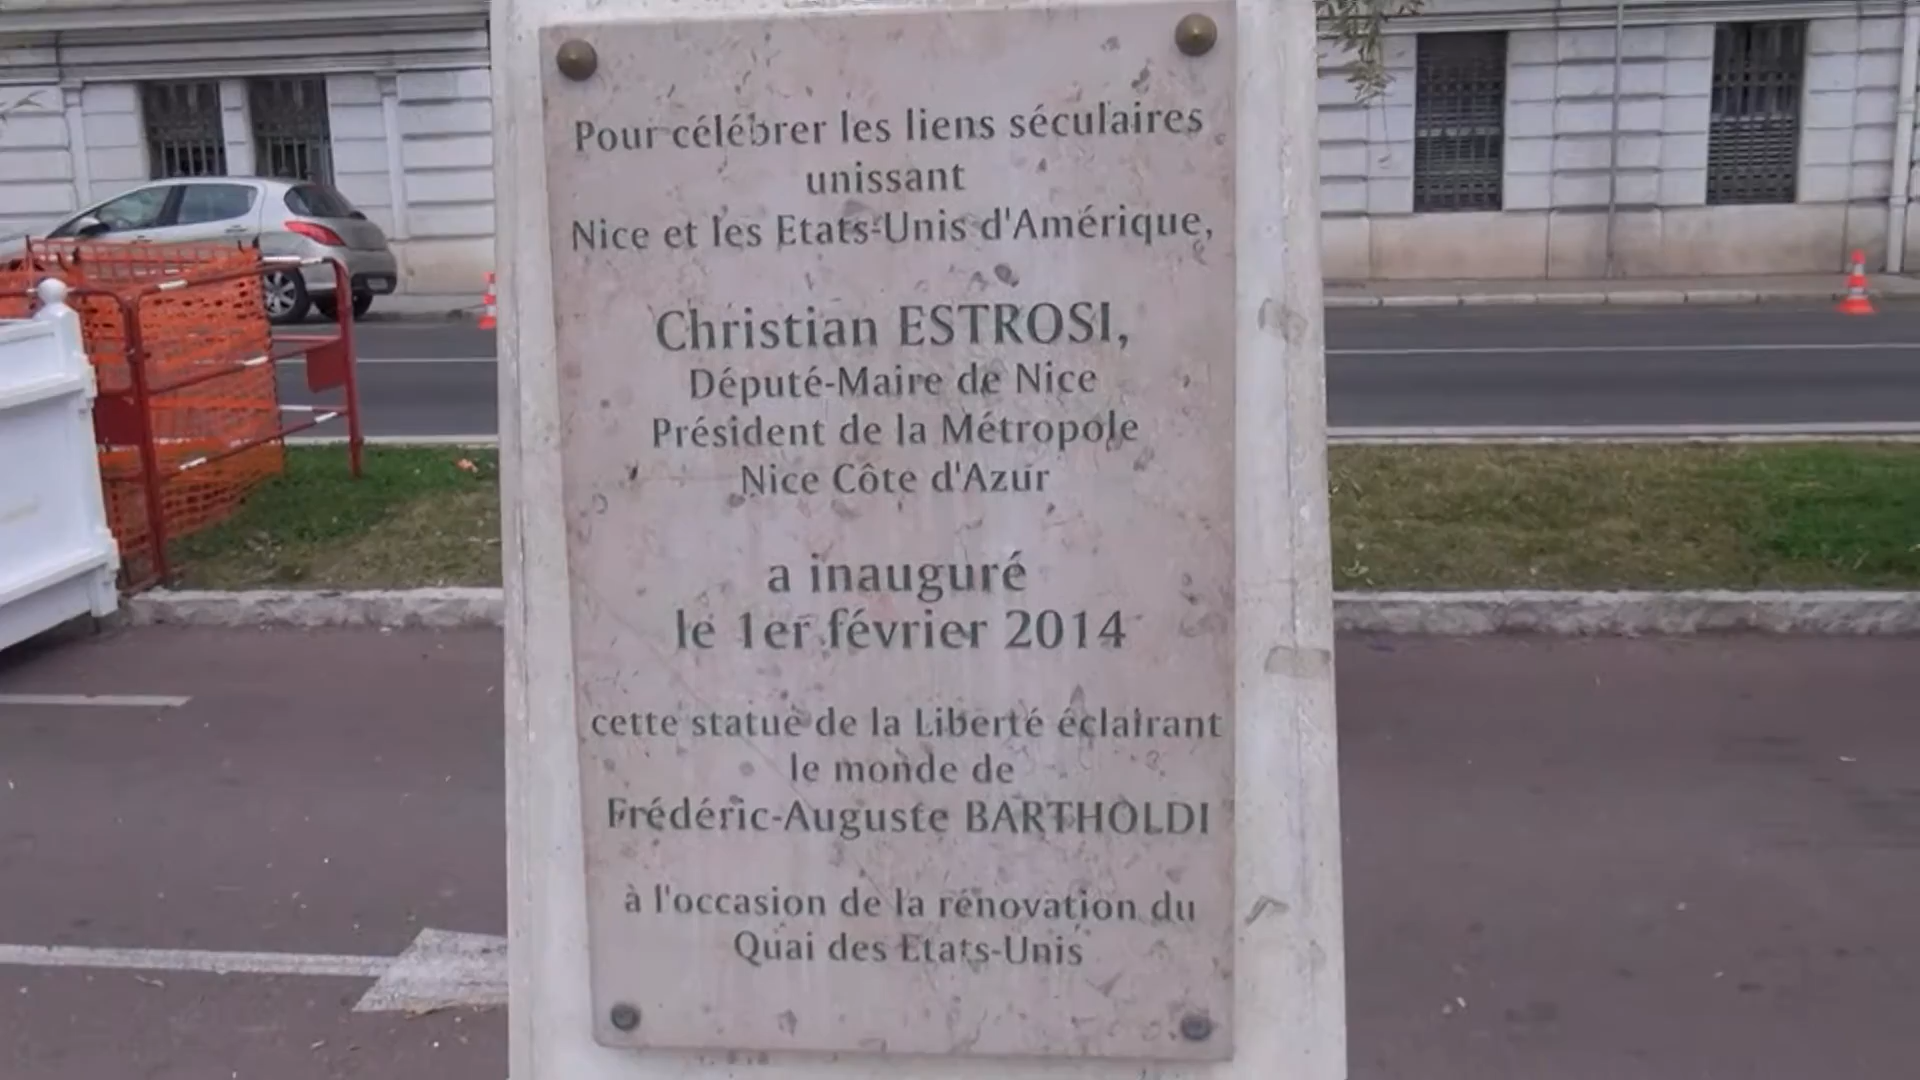 Pour célébrer les liens séculaires
unissant
Nice et les Etats-Unis d'Amérique,
Christian ESTROSI,
Député-Maire de Nice
Président de la Métropole
Nice Côte d'Azur
a inauguré
le 1er février 2014
cette statue de la Liberté éclairant
le monde de
Frédéric-Auguste BARTHOLDI
à l'occasion de la rénovation du
Quai des Etats-Unis